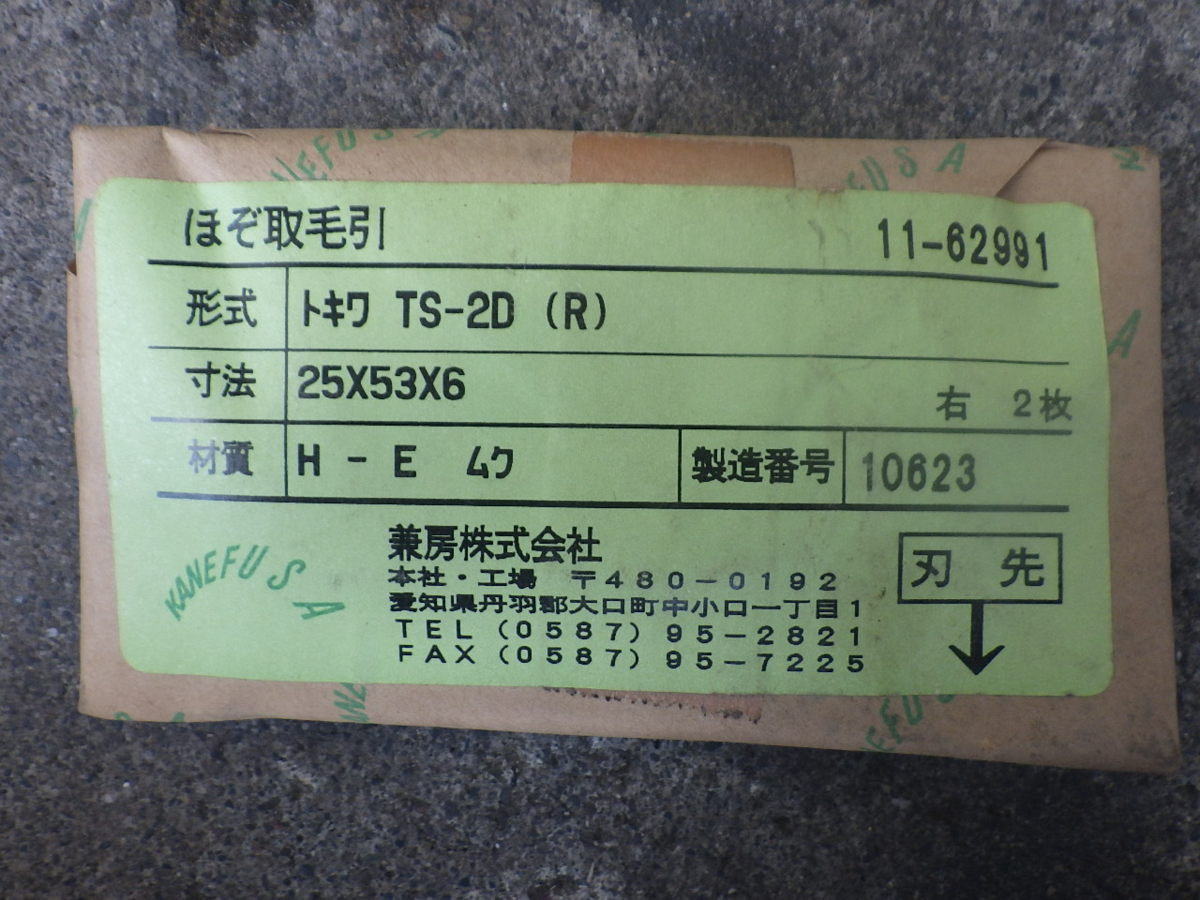 ほぞ取毛引 11-62991
形式 トキワ TS-2D (R)
寸法 25X53X6 右 2枚
材質 H - E ムク 製造番号 10623
兼房株式会社
本社・工場 〒480-0192
愛知県丹羽郡大口町中小口一丁目1
TEL (0587) 95-2821
FAX (0587) 95-7225
刃先
KANEFUSA